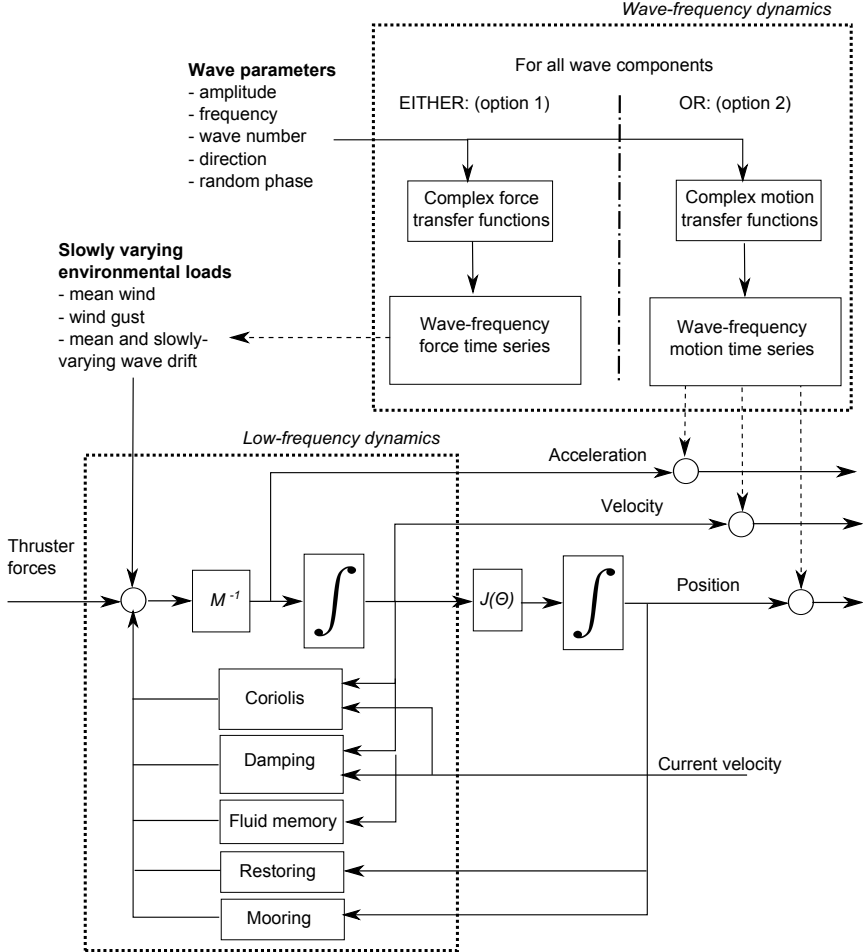 Wave-frequency dynamics
Wave parameters
- amplitude
- frequency
- wave number
- direction
- random phase
For all wave components
EITHER: (option 1)
OR: (option 2)
Complex force
transfer functions
Complex motion
transfer functions
Slowly varying
environmental loads
- mean wind
- wind gust
- mean and slowly-
varying wave drift
Wave-frequency
force time series
Wave-frequency
motion time series
Low-frequency dynamics
Acceleration
Velocity
Thruster
forces
M⁻¹
∫
J(Θ)
∫
Position
Coriolis
Damping
Current velocity
Fluid memory
Restoring
Mooring